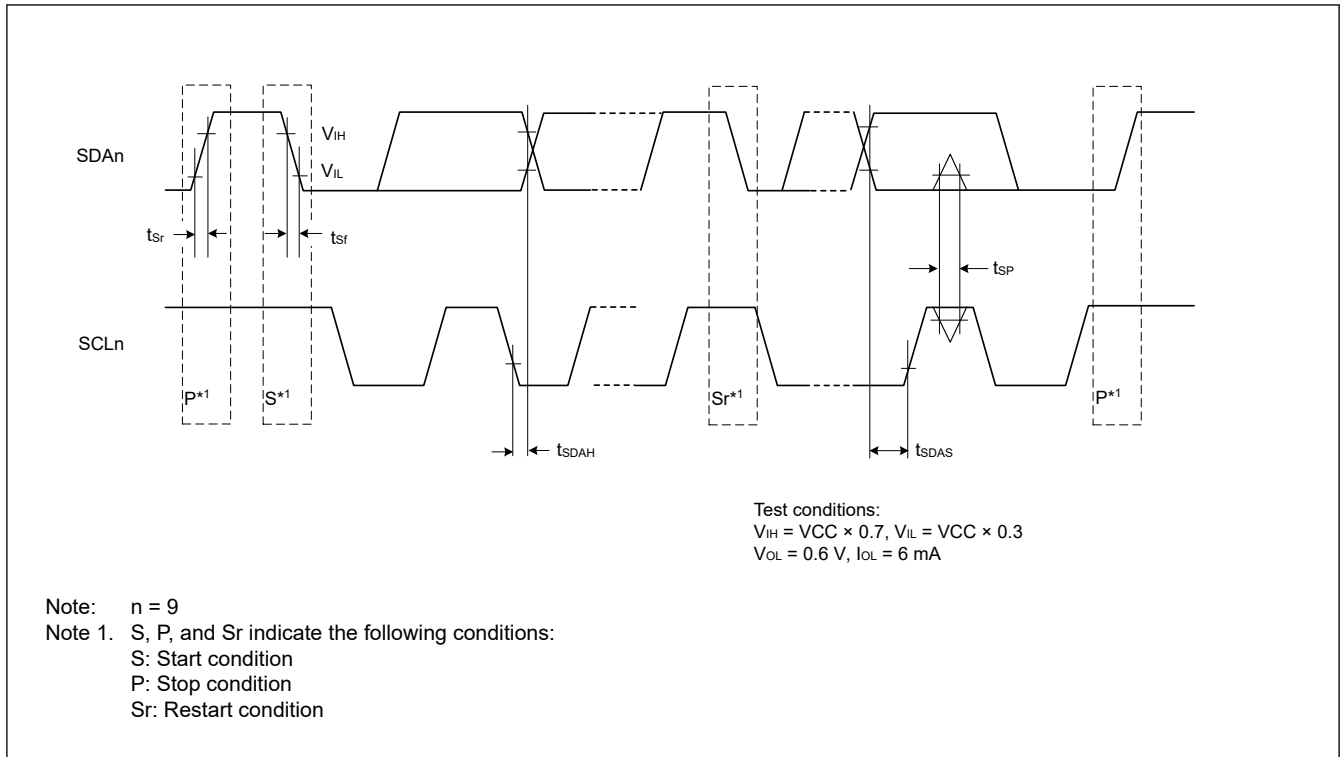 SDAn
VIH
VIL
tSr
tSf
tSP
SCLn
P*1
S*1
Sr*1
P*1
tSDAH
tSDAS
Test conditions:
VIH = VCC × 0.7, VIL = VCC × 0.3
VOL = 0.6 V, IOL = 6 mA
Note: n = 9
Note 1. S, P, and Sr indicate the following conditions:
S: Start condition
P: Stop condition
Sr: Restart condition